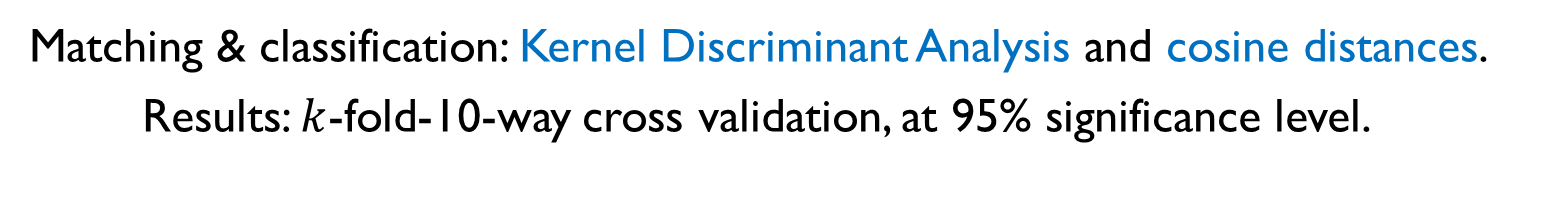 Matching & classification: Kernel Discriminant Analysis and cosine distances.
Results: k-fold-10-way cross validation, at 95% significance level.